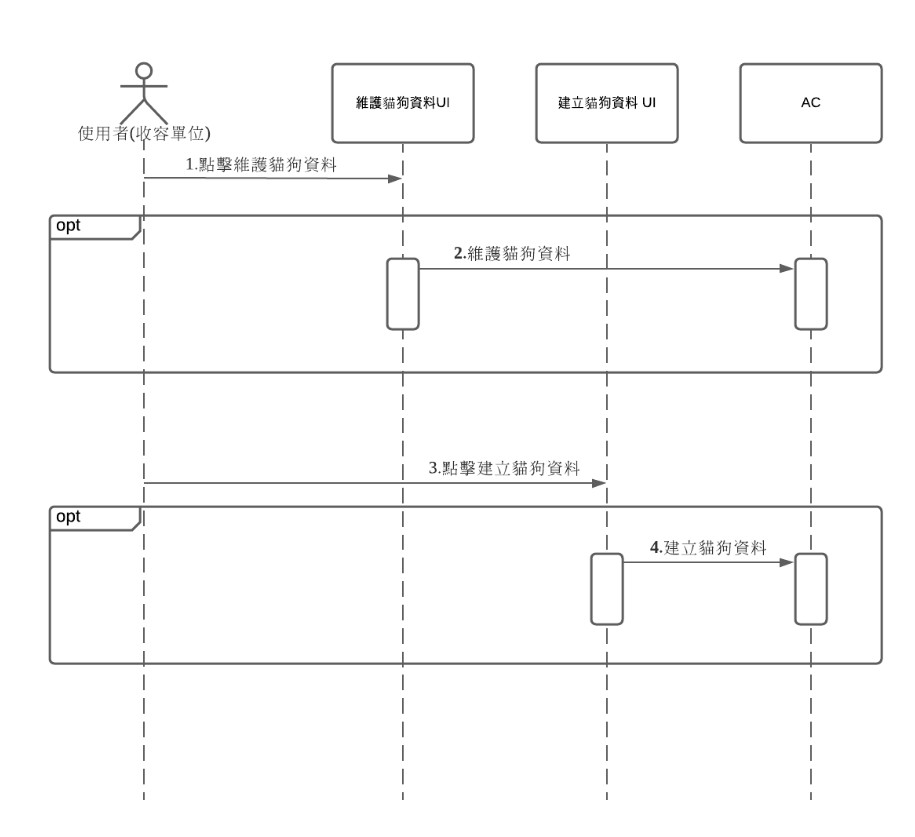 維護貓狗資料UI
建立貓狗資料 UI
AC
使用者(收容單位)
1.點擊維護貓狗資料
opt
2.維護貓狗資料
3.點擊建立貓狗資料
opt
4.建立貓狗資料